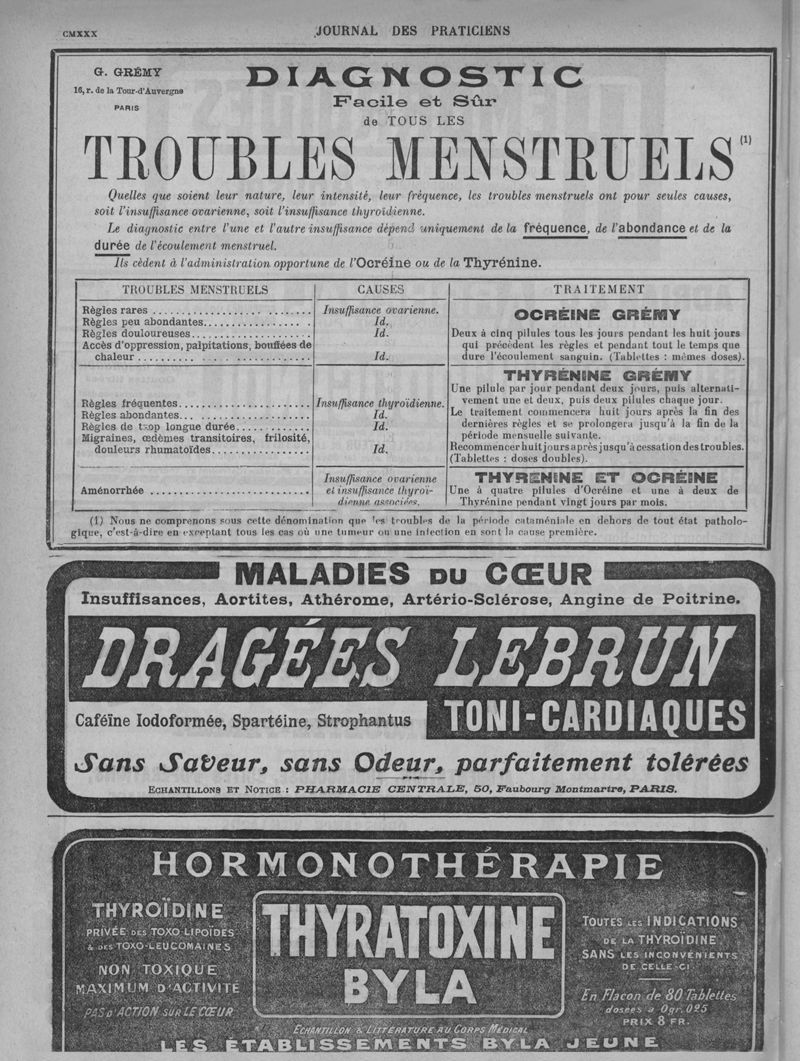 CMXXX
JOURNAL DES PRATICIENS
G. GRÉMY
16, r. de la Tour-d'Auvergne
PARIS
DIAGNOSTIC
Facile et Sûr
de TOUS LES
TROUBLES MENSTRUELS (1)
Quelles que soient leur nature, leur intensité, leur fréquence, les troubles menstruels ont pour seules causes,
soit l'insuffisance ovarienne, soit l'insuffisance thyroïdienne.
Le diagnostic entre l'une et l'autre insuffisance dépend uniquement de la fréquence, de l'abondance et de la
durée de l'écoulement menstruel.
Ils cèdent à l'administration opportune de l'Ocréine ou de la Thyrénine.
TROUBLES MENSTRUELS
CAUSES
TRAITEMENT
Règles rares .................... ........ Insuffisance ovarienne.
Règles peu abondantes.................. Id.
Règles douloureuses..................... Id.
Accès d'oppression, palpitations, bouffées de
chaleur .......... .. ................ Id.
OCRÉINE GRÉMY
Deux à cinq pilules tous les jours pendant les huit jours
qui précèdent les règles et pendant tout le temps que
dure l'écoulement sanguin. (Tablettes : mêmes doses).
Règles fréquentes...................... Insuffisance thyroïdienne.
Règles abondantes...................... Id.
Règles de trop longue durée............. Id.
Migraines, œdèmes transitoires, frilosité,
douleurs rhumatoïdes................. Id.
THYRÉNINE GRÉMY
Une pilule par jour pendant deux jours, puis alternati-
vement une et deux, puis deux pilules chaque jour.
Le traitement commencera huit jours après la fin des
dernières règles et se prolongera jusqu'à la fin de la
période mensuelle suivante.
Recommencer huit jours après jusqu'à cessation des troubles.
(Tablettes : doses doubles).
Aménorrhée ...........................
Insuffisance ovarienne
et insuffisance thyroï-
dienne associées.
THYRENINE ET OCRÉINE
Une à quatre pilules d'Ocréine et une à deux de
Thyrénine pendant vingt jours par mois.
(1) Nous ne comprenons sous cette dénomination que les troubles de la période cataméniale en dehors de tout état patholo-
gique, c'est-à-dire en exceptant tous les cas où une tumeur ou une infection en sont la cause première.
MALADIES DU CŒUR
Insuffisances, Aortites, Athérome, Artério-Sclérose, Angine de Poitrine.
DRAGÉES LEBRUN
Caféïne Iodoformée, Spartéine, Strophantus
TONI-CARDIAQUES
Sans Saveur, sans Odeur, parfaitement tolérées
ECHANTILLONS ET NOTICE : PHARMACIE CENTRALE, 50, Faubourg Montmartre, PARIS.
HORMONOTHÉRAPIE
THYROÏDINE
PRIVÉE DES TOXO-LIPOÏDES
& DES TOXO-LEUCOMAINES
NON TOXIQUE
MAXIMUM D'ACTIVITÉ
PAS D'ACTION SUR LE CŒUR
THYRATOXINE
BYLA
TOUTES LES INDICATIONS
DE LA THYROÏDINE
SANS LES INCONVENIENTS
DE CELLE-CI
En Flacon de 80 Tablettes
dosées a 0gr.025
PRIX 8 FR.
ECHANTILLON & LITTÉRATURE AU CORPS MÉDICAL
LES ÉTABLISSEMENTS BYLA JEUNE